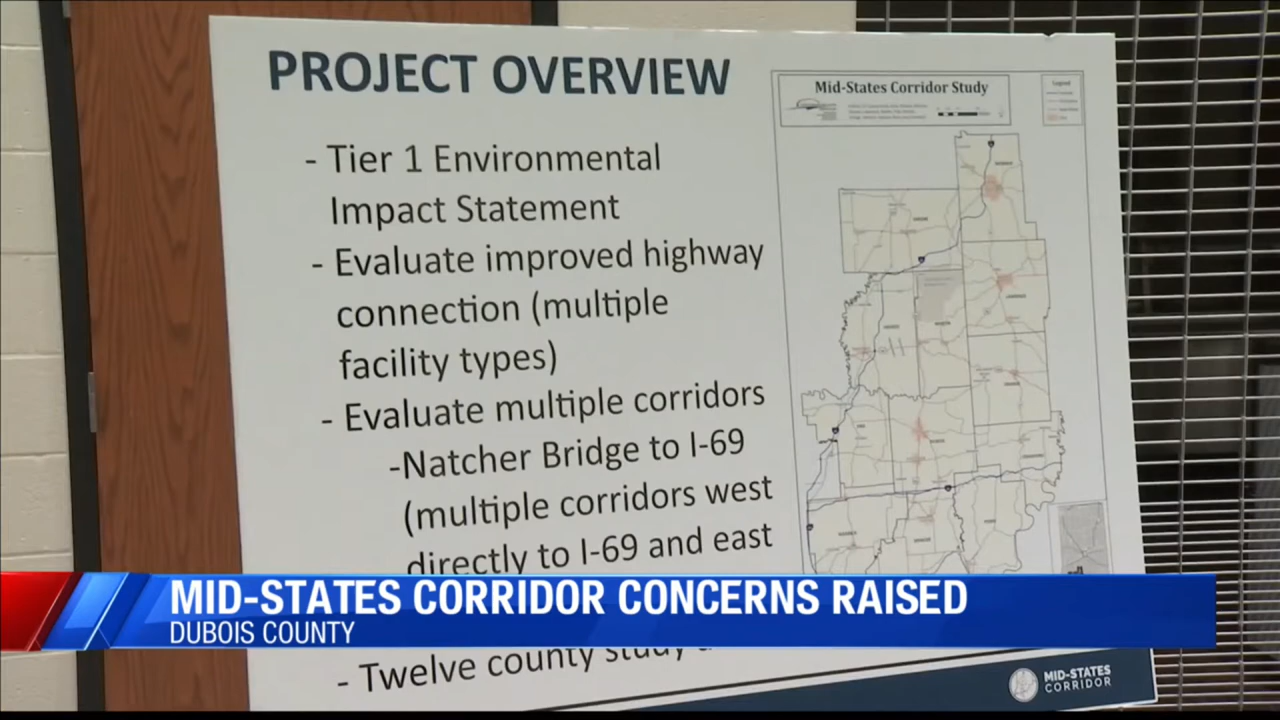 PROJECT OVERVIEW
- Tier 1 Environmental
Impact Statement
- Evaluate improved highway
connection (multiple
facility types)
- Evaluate multiple corridors
-Natcher Bridge to I-69
(multiple corridors west
directly to I-69 and east
- Twelve county study
Mid-States Corridor Study
Legend
MID-STATES CORRIDOR CONCERNS RAISED
DUBOIS COUNTY
MID-STATES
CORRIDOR